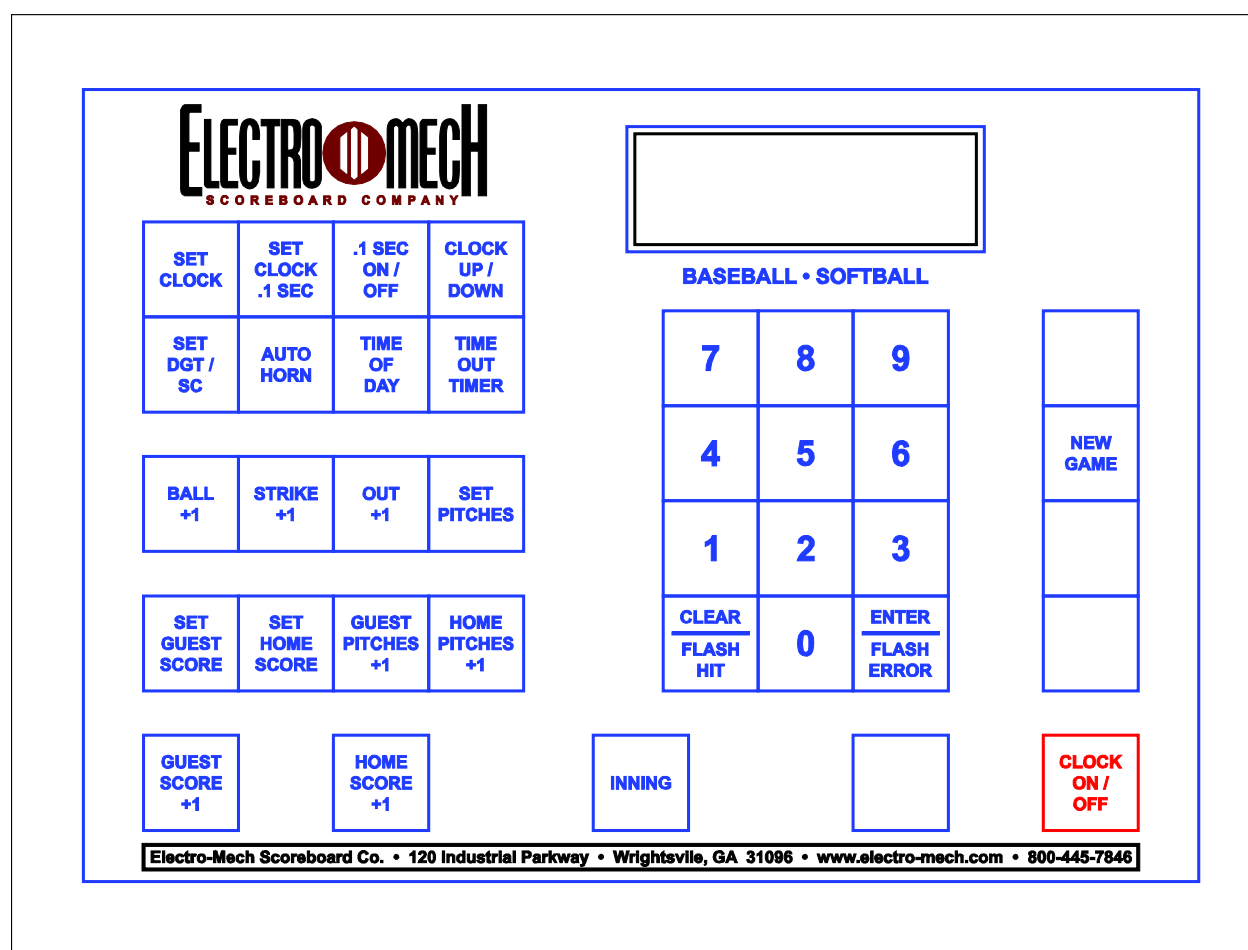 ELECTRO MECH
SCOREBOARD COMPANY
BASEBALL • SOFTBALL
SET
CLOCK
SET
CLOCK
.1 SEC
.1 SEC
ON /
OFF
CLOCK
UP /
DOWN
SET
DGT /
SC
AUTO
HORN
TIME
OF
DAY
TIME
OUT
TIMER
7
8
9
4
5
6
NEW
GAME
BALL
+1
STRIKE
+1
OUT
+1
SET
PITCHES
1
2
3
SET
GUEST
SCORE
SET
HOME
SCORE
GUEST
PITCHES
+1
HOME
PITCHES
+1
CLEAR
FLASH
HIT
0
ENTER
FLASH
ERROR
GUEST
SCORE
+1
HOME
SCORE
+1
INNING
CLOCK
ON /
OFF
Electro-Mech Scoreboard Co. • 120 Industrial Parkway • Wrightsvile, GA 31096 • www.electro-mech.com • 800-445-7846